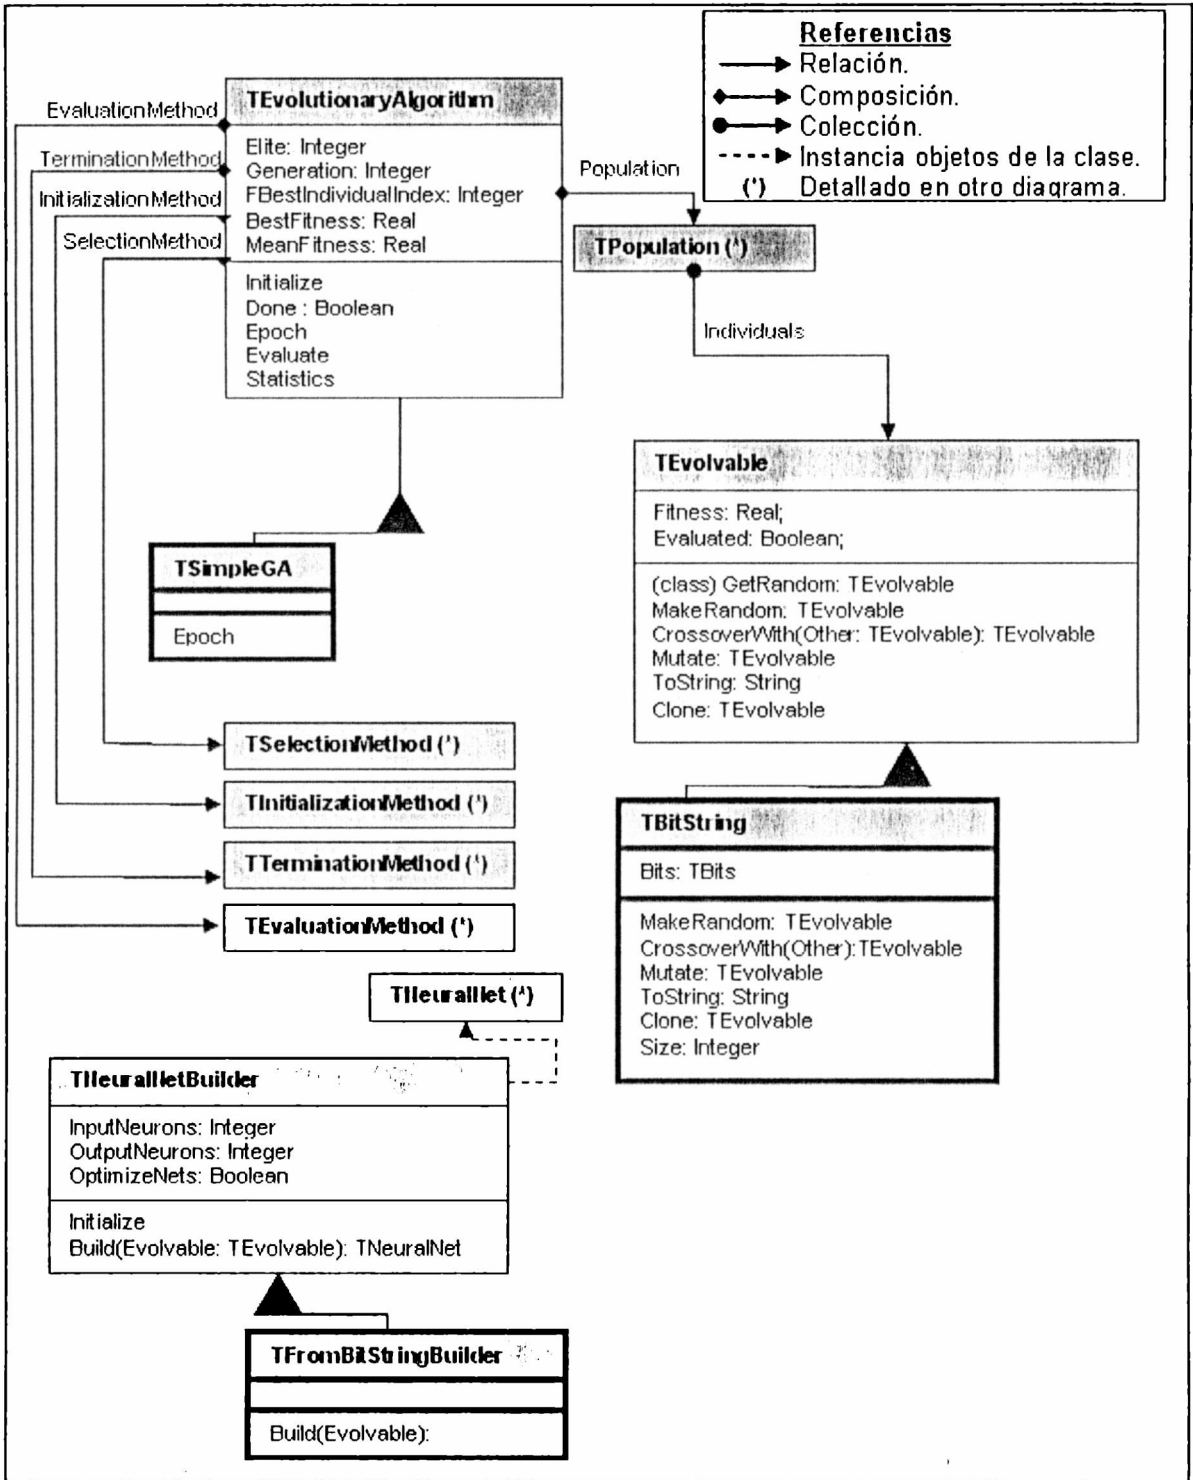 Referencias
Relación.
Composición.
Colección.
Instancia objetos de la clase.
(*) Detallado en otro diagrama.
EvaluationMethod
TerminationMethod
InitializationMethod
SelectionMethod
TEvolutionaryAlgorithm
Elite: Integer
Generation: Integer
FBestIndividualIndex: Integer
BestFitness: Real
MeanFitness: Real
Initialize
Done : Boolean
Epoch
Evaluate
Statistics
Population
TPopulation (*)
Individuals
TEvolvable
Fitness: Real;
Evaluated: Boolean;
(class) GetRandom: TEvolvable
MakeRandom: TEvolvable
CrossoverWith(Other: TEvolvable): TEvolvable
Mutate: TEvolvable
ToString: String
Clone: TEvolvable
TSimpleGA
Epoch
TSelectionMethod (*)
TInitializationMethod (*)
TTerminationMethod (*)
TEvaluationMethod (*)
TBitString
Bits: TBits
MakeRandom: TEvolvable
CrossoverWith(Other):TEvolvable
Mutate: TEvolvable
ToString: String
Clone: TEvolvable
Size: Integer
TNeuralNet (*)
TNeuralNetBuilder
InputNeurons: Integer
OutputNeurons: Integer
OptimizeNets: Boolean
Initialize
Build(Evolvable: TEvolvable): TNeuralNet
TFromBitStringBuilder
Build(Evolvable):